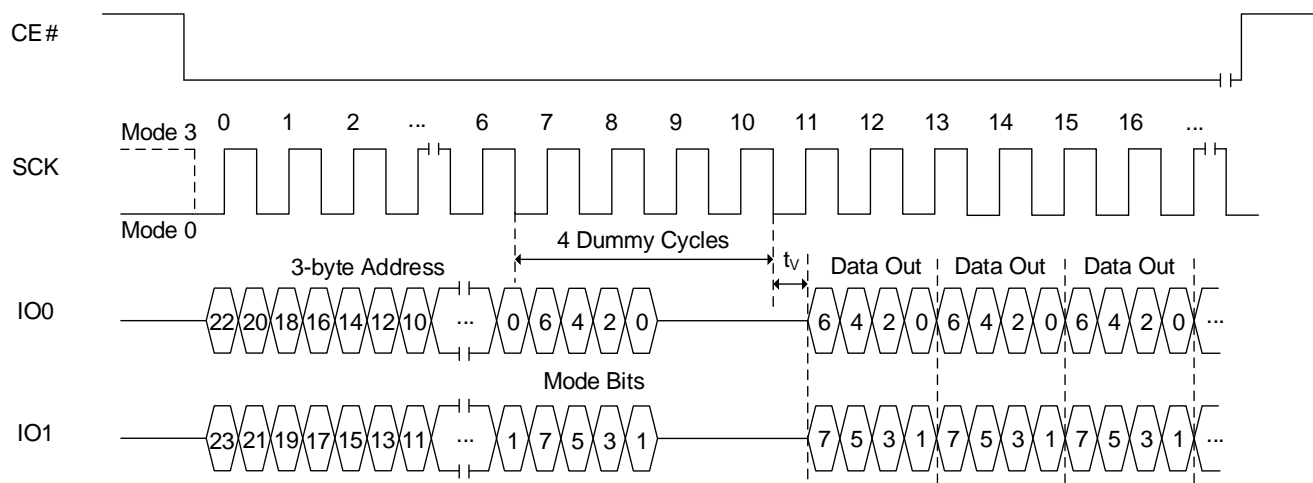 CE#
0 1 2 ... 6 7 8 9 10 11 12 13 14 15 16 ...
Mode 3
SCK
Mode 0
4 Dummy Cycles
3-byte Address
tV
Data Out Data Out Data Out
IO0
22 20 18 16 14 12 10 ... 0 6 4 2 0 6 4 2 0 6 4 2 0 6 4 2 0 ...
Mode Bits
IO1
23 21 19 17 15 13 11 ... 1 7 5 3 1 7 5 3 1 7 5 3 1 7 5 3 1 ...